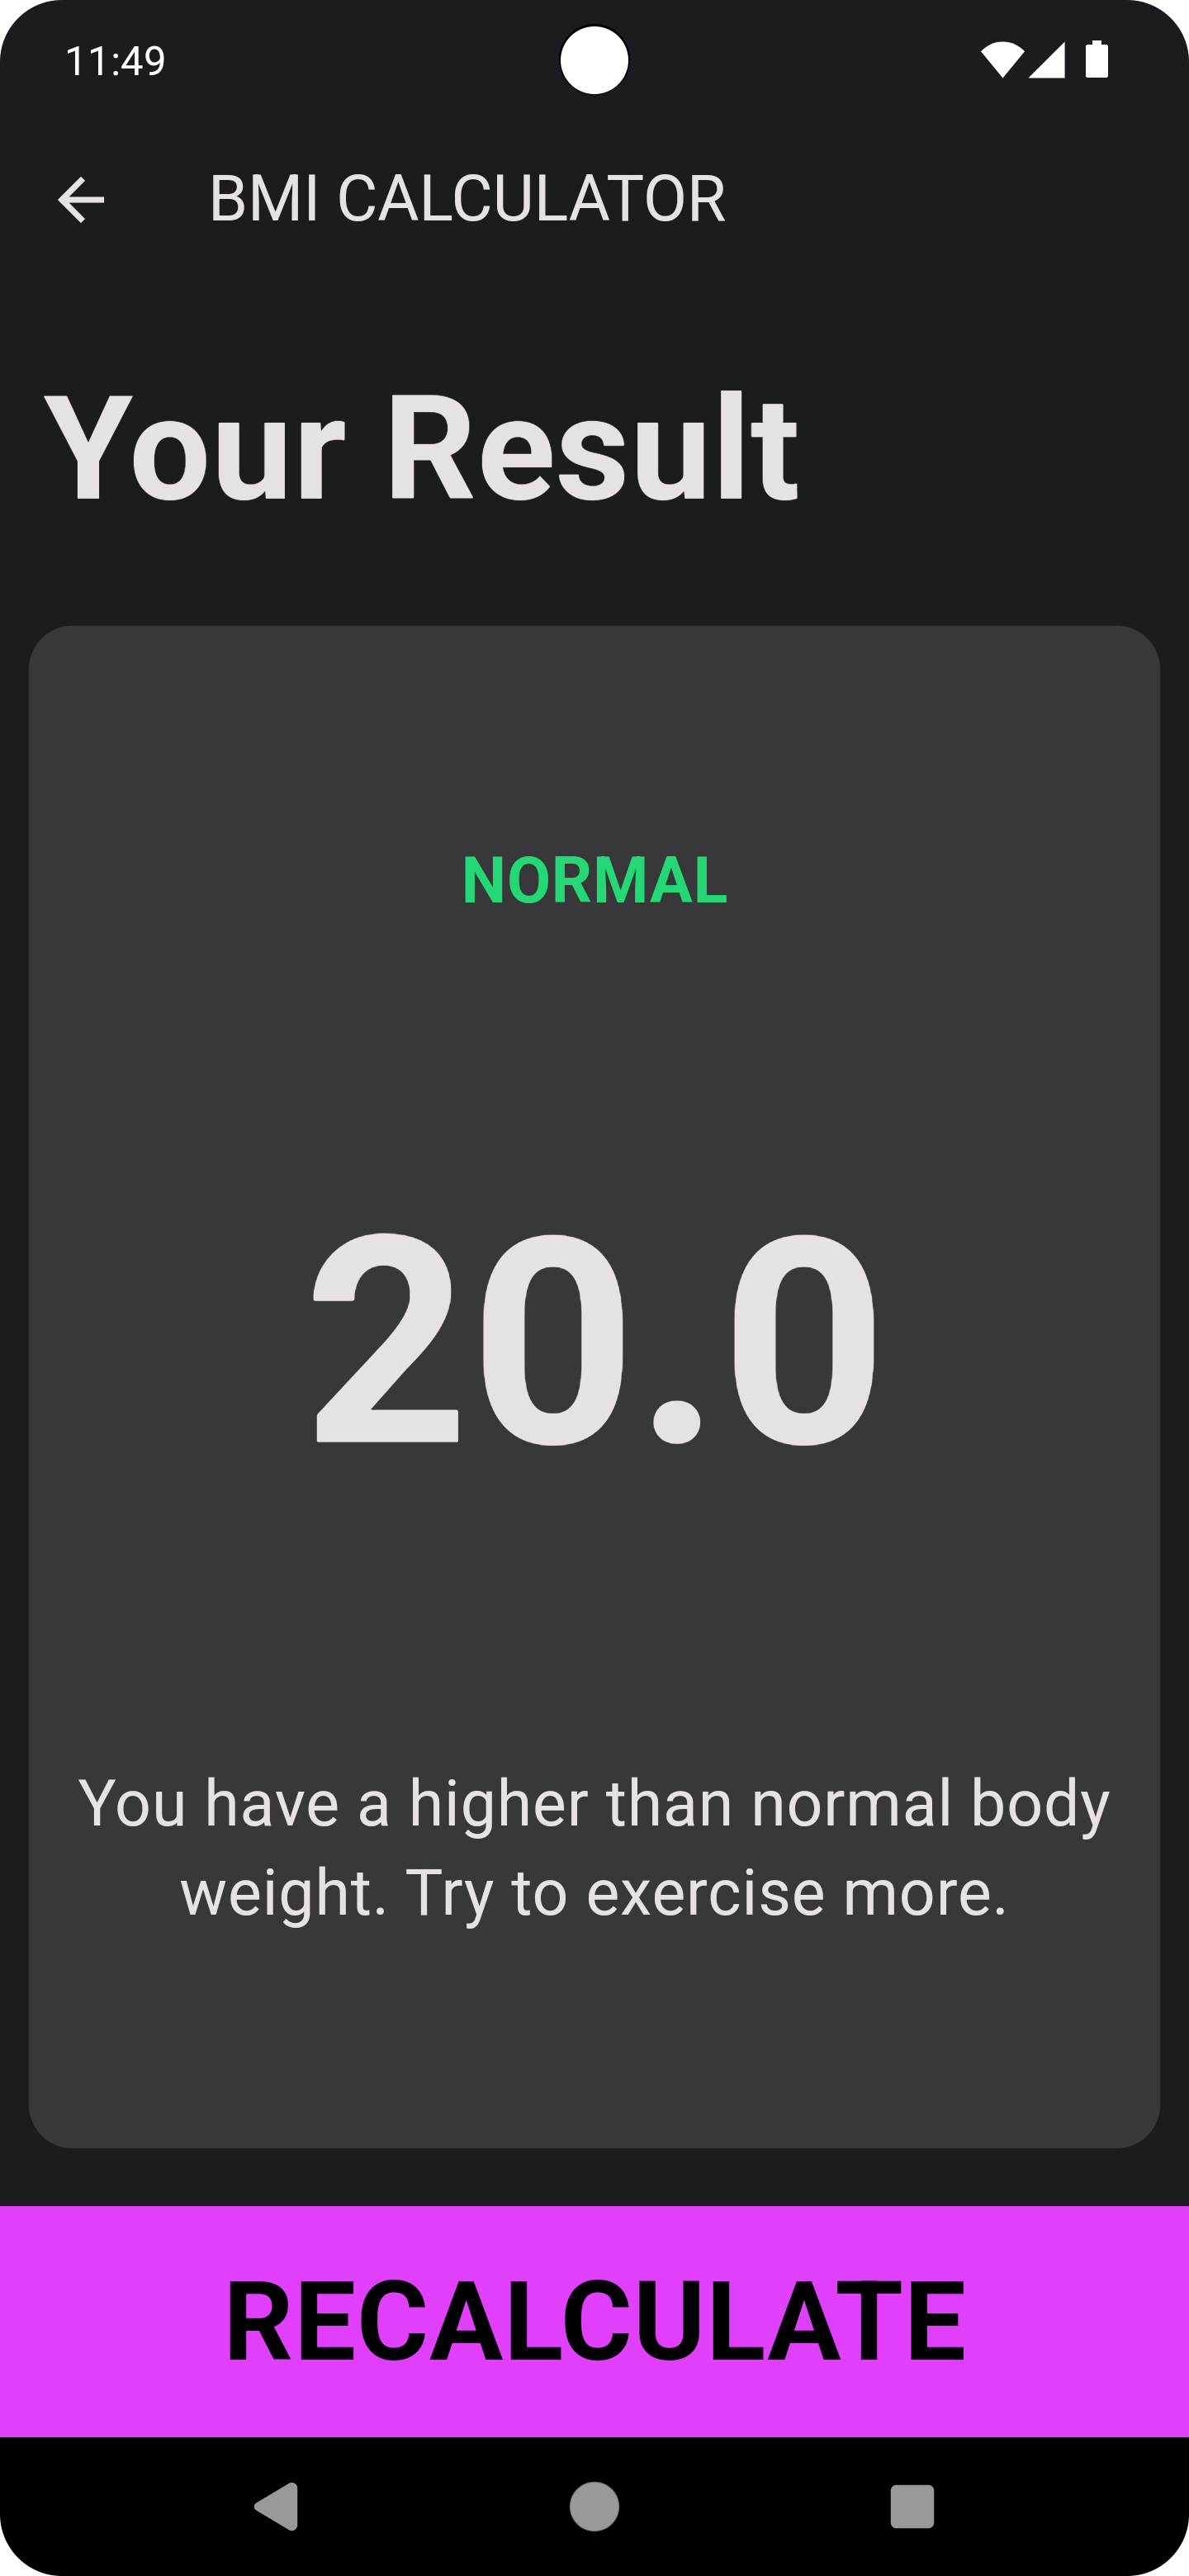 11:49
BMI CALCULATOR
Your Result
NORMAL
20.0
You have a higher than normal body
weight. Try to exercise more.
RECALCULATE